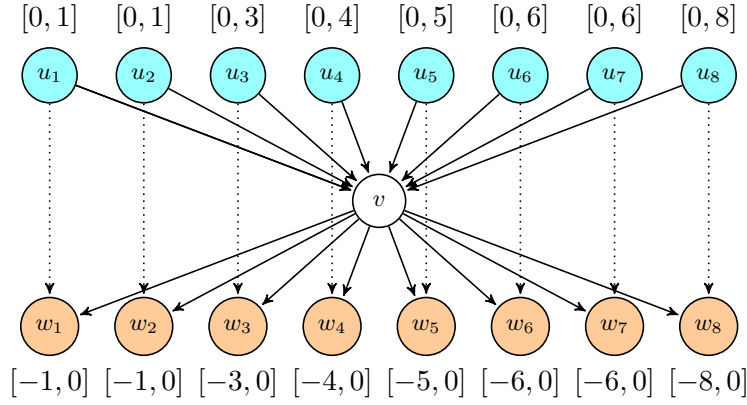 [0, 1] [0, 1] [0, 3] [0, 4] [0, 5] [0, 6] [0, 6] [0, 8]
u₁ u₂ u₃ u₄ u₅ u₆ u₇ u₈
v
w₁ w₂ w₃ w₄ w₅ w₆ w₇ w₈
[−1, 0] [−1, 0] [−3, 0] [−4, 0] [−5, 0] [−6, 0] [−6, 0] [−8, 0]